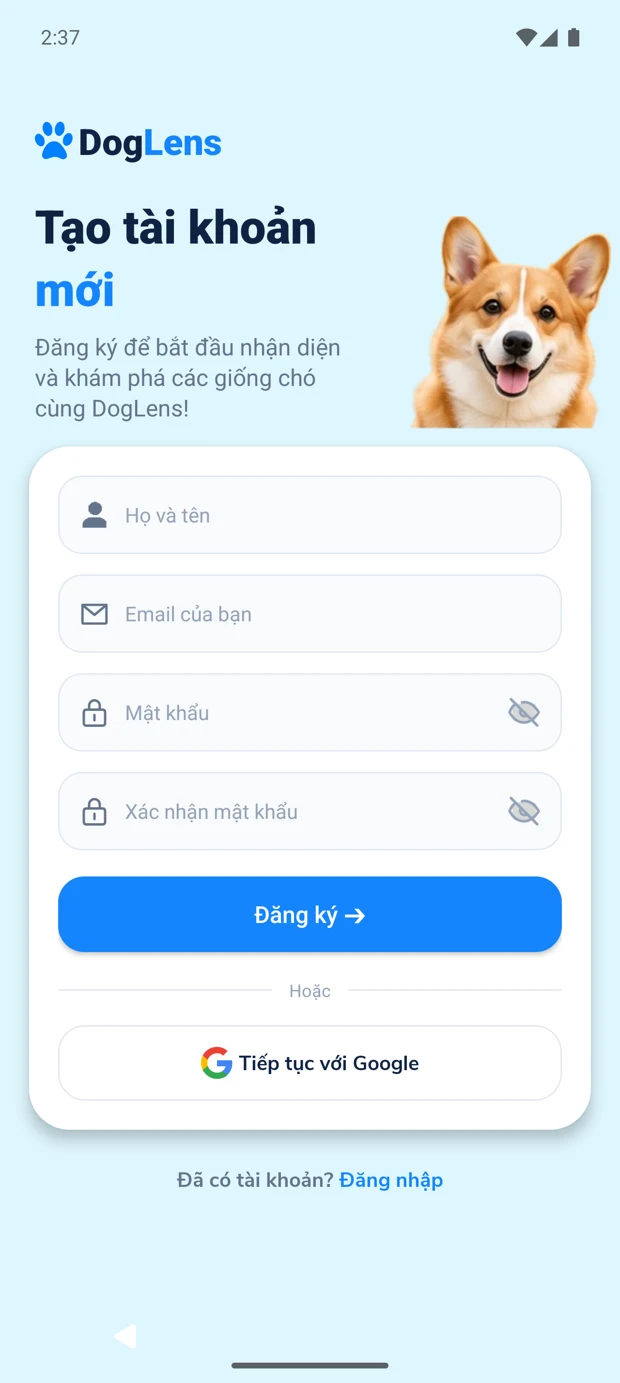 2:37
DogLens
Tạo tài khoản
mới
Đăng ký để bắt đầu nhận diện
và khám phá các giống chó
cùng DogLens!
Họ và tên
Email của bạn
Mật khẩu
Xác nhận mật khẩu
Đăng ký →
Hoặc
Tiếp tục với Google
Đã có tài khoản? Đăng nhập